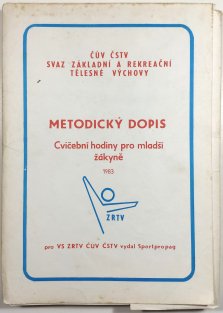 ČÚV ČSTV
SVAZ ZÁKLADNÍ A REKREAČNÍ
TĚLESNÉ VÝCHOVY
METODICKÝ DOPIS
Cvičební hodiny pro mladší
žákyně
1983
ZRTV
pro VS ZRTV ČÚV ČSTV vydal Sportpropag